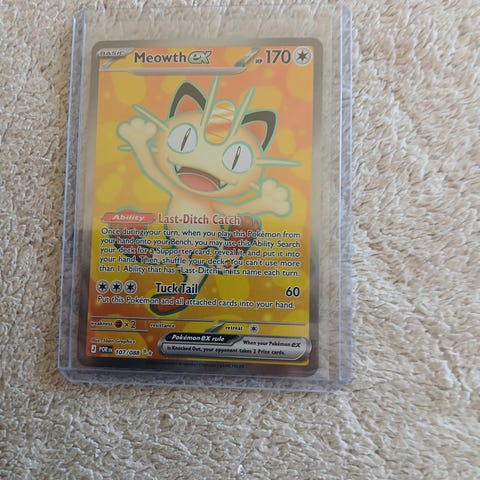 BASIC
Meowth ex HP 170
Ability Last-Ditch Catch
Once during your turn, when you play this Pokémon from
your hand onto your Bench, you may use this Ability. Search
your deck for a Supporter card, reveal it, and put it into
your hand. Then, shuffle your deck. You can't use more
than 1 Ability that has "Last-Ditch" in its name each turn.
Tuck Tail 60
Put this Pokémon and all attached cards into your hand.
weakness ×2 resistance retreat
Pokémon ex rule
When your Pokémon ex
is Knocked Out, your opponent takes 2 Prize cards.
J POR EN 107/088